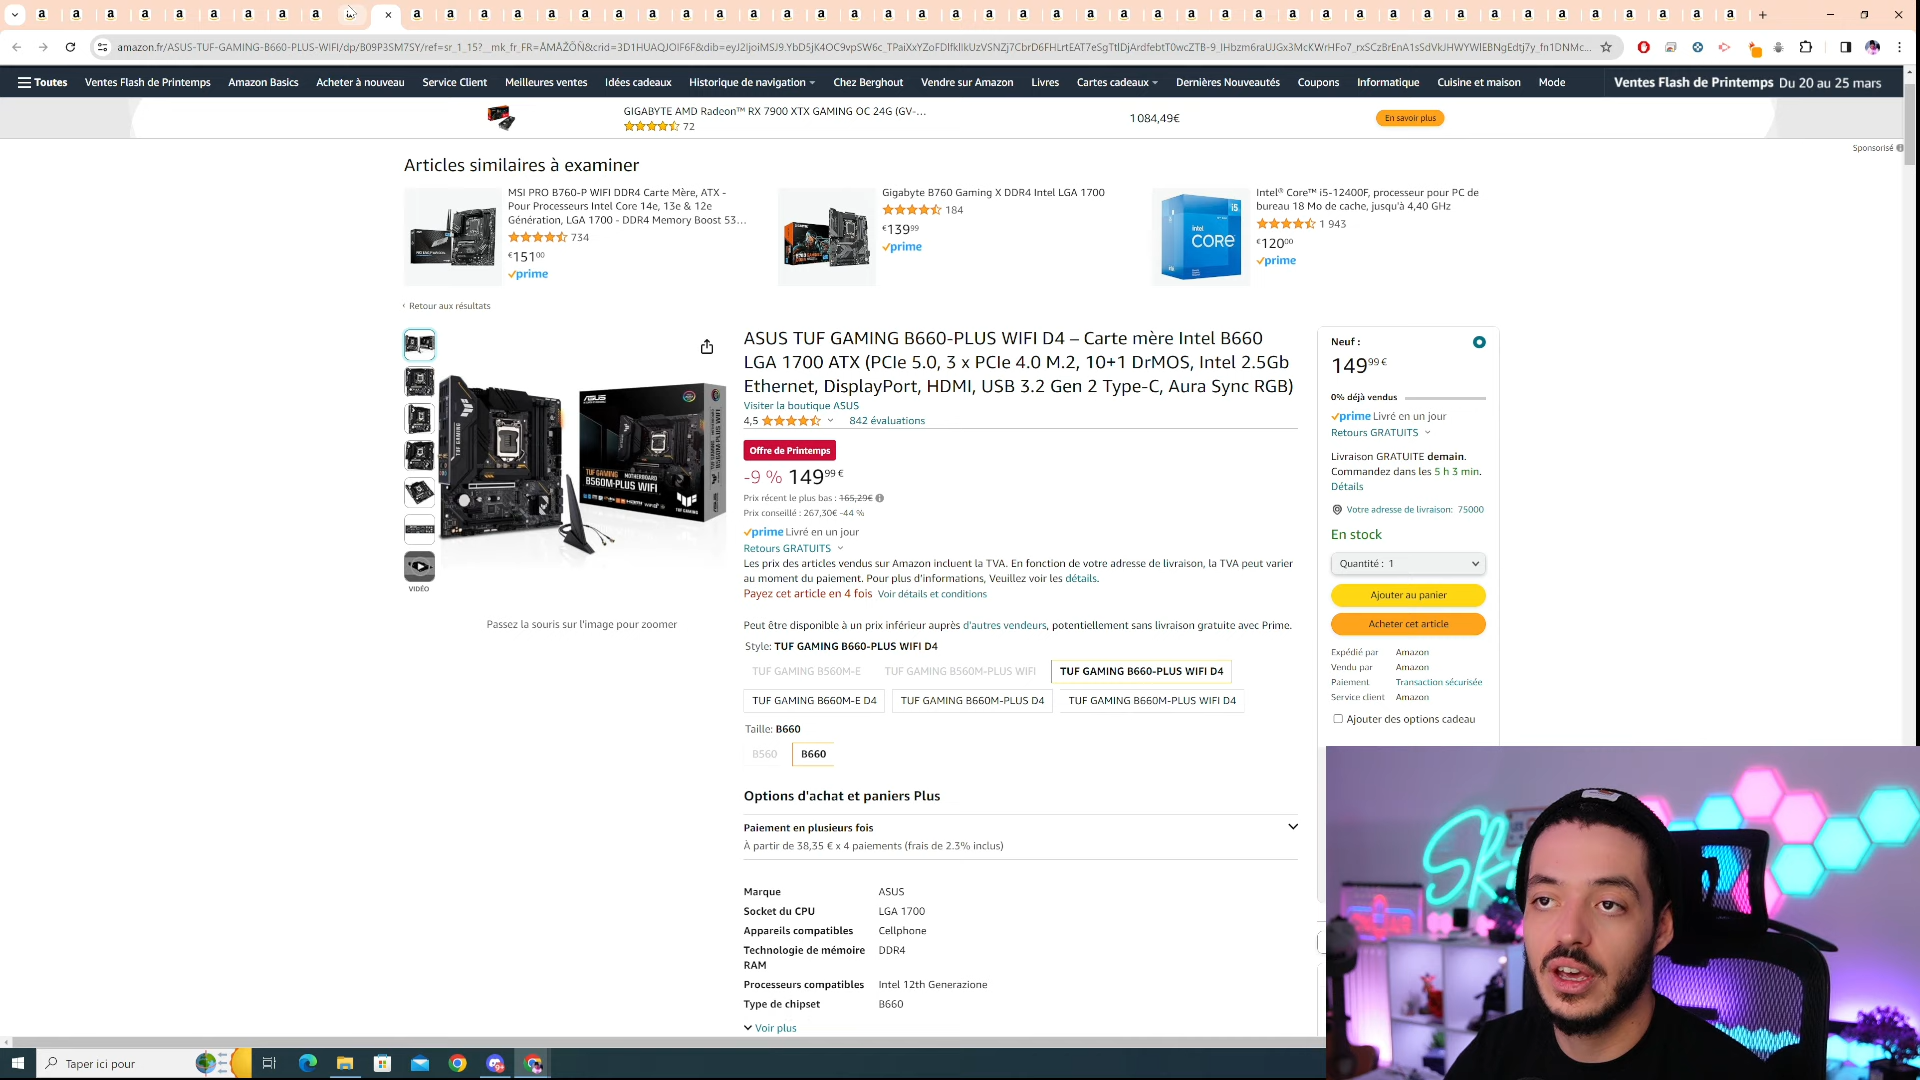 amazon.fr/ASUS-TUF-GAMING-B660-PLUS-WIFI/dp/B09P3SM7SY/ref=sr_1_15?__mk_fr_FR=ÅMÅŽÕÑ&crid=3D1HUAQJOIF6F&dib=
Toutes Ventes Flash de Printemps Amazon Basics Acheter à nouveau Service Client Meilleures ventes Idées cadeaux Historique de navigation Chez Berghout Vendre sur Amazon Livres Cartes cadeaux Dernières Nouveautés Coupons Informatique Cuisine et maison Mode Ventes Flash de Printemps Du 20 au 25 mars
GIGABYTE AMD Radeon™ RX 7900 XTX GAMING OC 24G (GV-...
72
1 084,49€
En savoir plus
Sponsorisé
Articles similaires à examiner
MSI PRO B760-P WIFI DDR4 Carte Mère, ATX -
Pour Processeurs Intel Core 14e, 13e & 12e
Génération, LGA 1700 - DDR4 Memory Boost 53...
734
€151⁰⁰
prime
Gigabyte B760 Gaming X DDR4 Intel LGA 1700
184
€139⁹⁹
prime
intel
CORE
i5
Intel® Core™ i5-12400F, processeur pour PC de
bureau 18 Mo de cache, jusqu'à 4,40 GHz
1 943
€120⁰⁰
prime
‹ Retour aux résultats
VIDÉO
TUF GAMING
ASUS
TUF GAMING
MOTHERBOARD
B560M-PLUS WIFI
Passez la souris sur l'image pour zoomer
ASUS TUF GAMING B660-PLUS WIFI D4 – Carte mère Intel B660
LGA 1700 ATX (PCIe 5.0, 3 x PCIe 4.0 M.2, 10+1 DrMOS, Intel 2.5Gb
Ethernet, DisplayPort, HDMI, USB 3.2 Gen 2 Type-C, Aura Sync RGB)
Visiter la boutique ASUS
4,5 842 évaluations
Offre de Printemps
-9 % 149⁹⁹€
Prix récent le plus bas : 165,29€
Prix conseillé : 267,30€ -44 %
prime Livré en un jour
Retours GRATUITS
Les prix des articles vendus sur Amazon incluent la TVA. En fonction de votre adresse de livraison, la TVA peut varier
au moment du paiement. Pour plus d'informations, Veuillez voir les détails.
Payez cet article en 4 fois Voir détails et conditions
Peut être disponible à un prix inférieur auprès d'autres vendeurs, potentiellement sans livraison gratuite avec Prime.
Style: TUF GAMING B660-PLUS WIFI D4
TUF GAMING B560M-E TUF GAMING B560M-PLUS WIFI TUF GAMING B660-PLUS WIFI D4
TUF GAMING B660M-E D4 TUF GAMING B660M-PLUS D4 TUF GAMING B660M-PLUS WIFI D4
Taille: B660
B560 B660
Options d'achat et paniers Plus
Paiement en plusieurs fois
À partir de 38,35 € x 4 paiements (frais de 2.3% inclus)
Marque ASUS
Socket du CPU LGA 1700
Appareils compatibles Cellphone
Technologie de mémoire DDR4
RAM
Processeurs compatibles Intel 12th Generazione
Type de chipset B660
Voir plus
Neuf :
149⁹⁹€
0% déjà vendus
prime Livré en un jour
Retours GRATUITS
Livraison GRATUITE demain.
Commandez dans les 5 h 3 min.
Détails
Votre adresse de livraison: 75000
En stock
Quantité : 1
Ajouter au panier
Acheter cet article
Expédié par Amazon
Vendu par Amazon
Paiement Transaction sécurisée
Service client Amazon
Ajouter des options cadeau
Taper ici pour